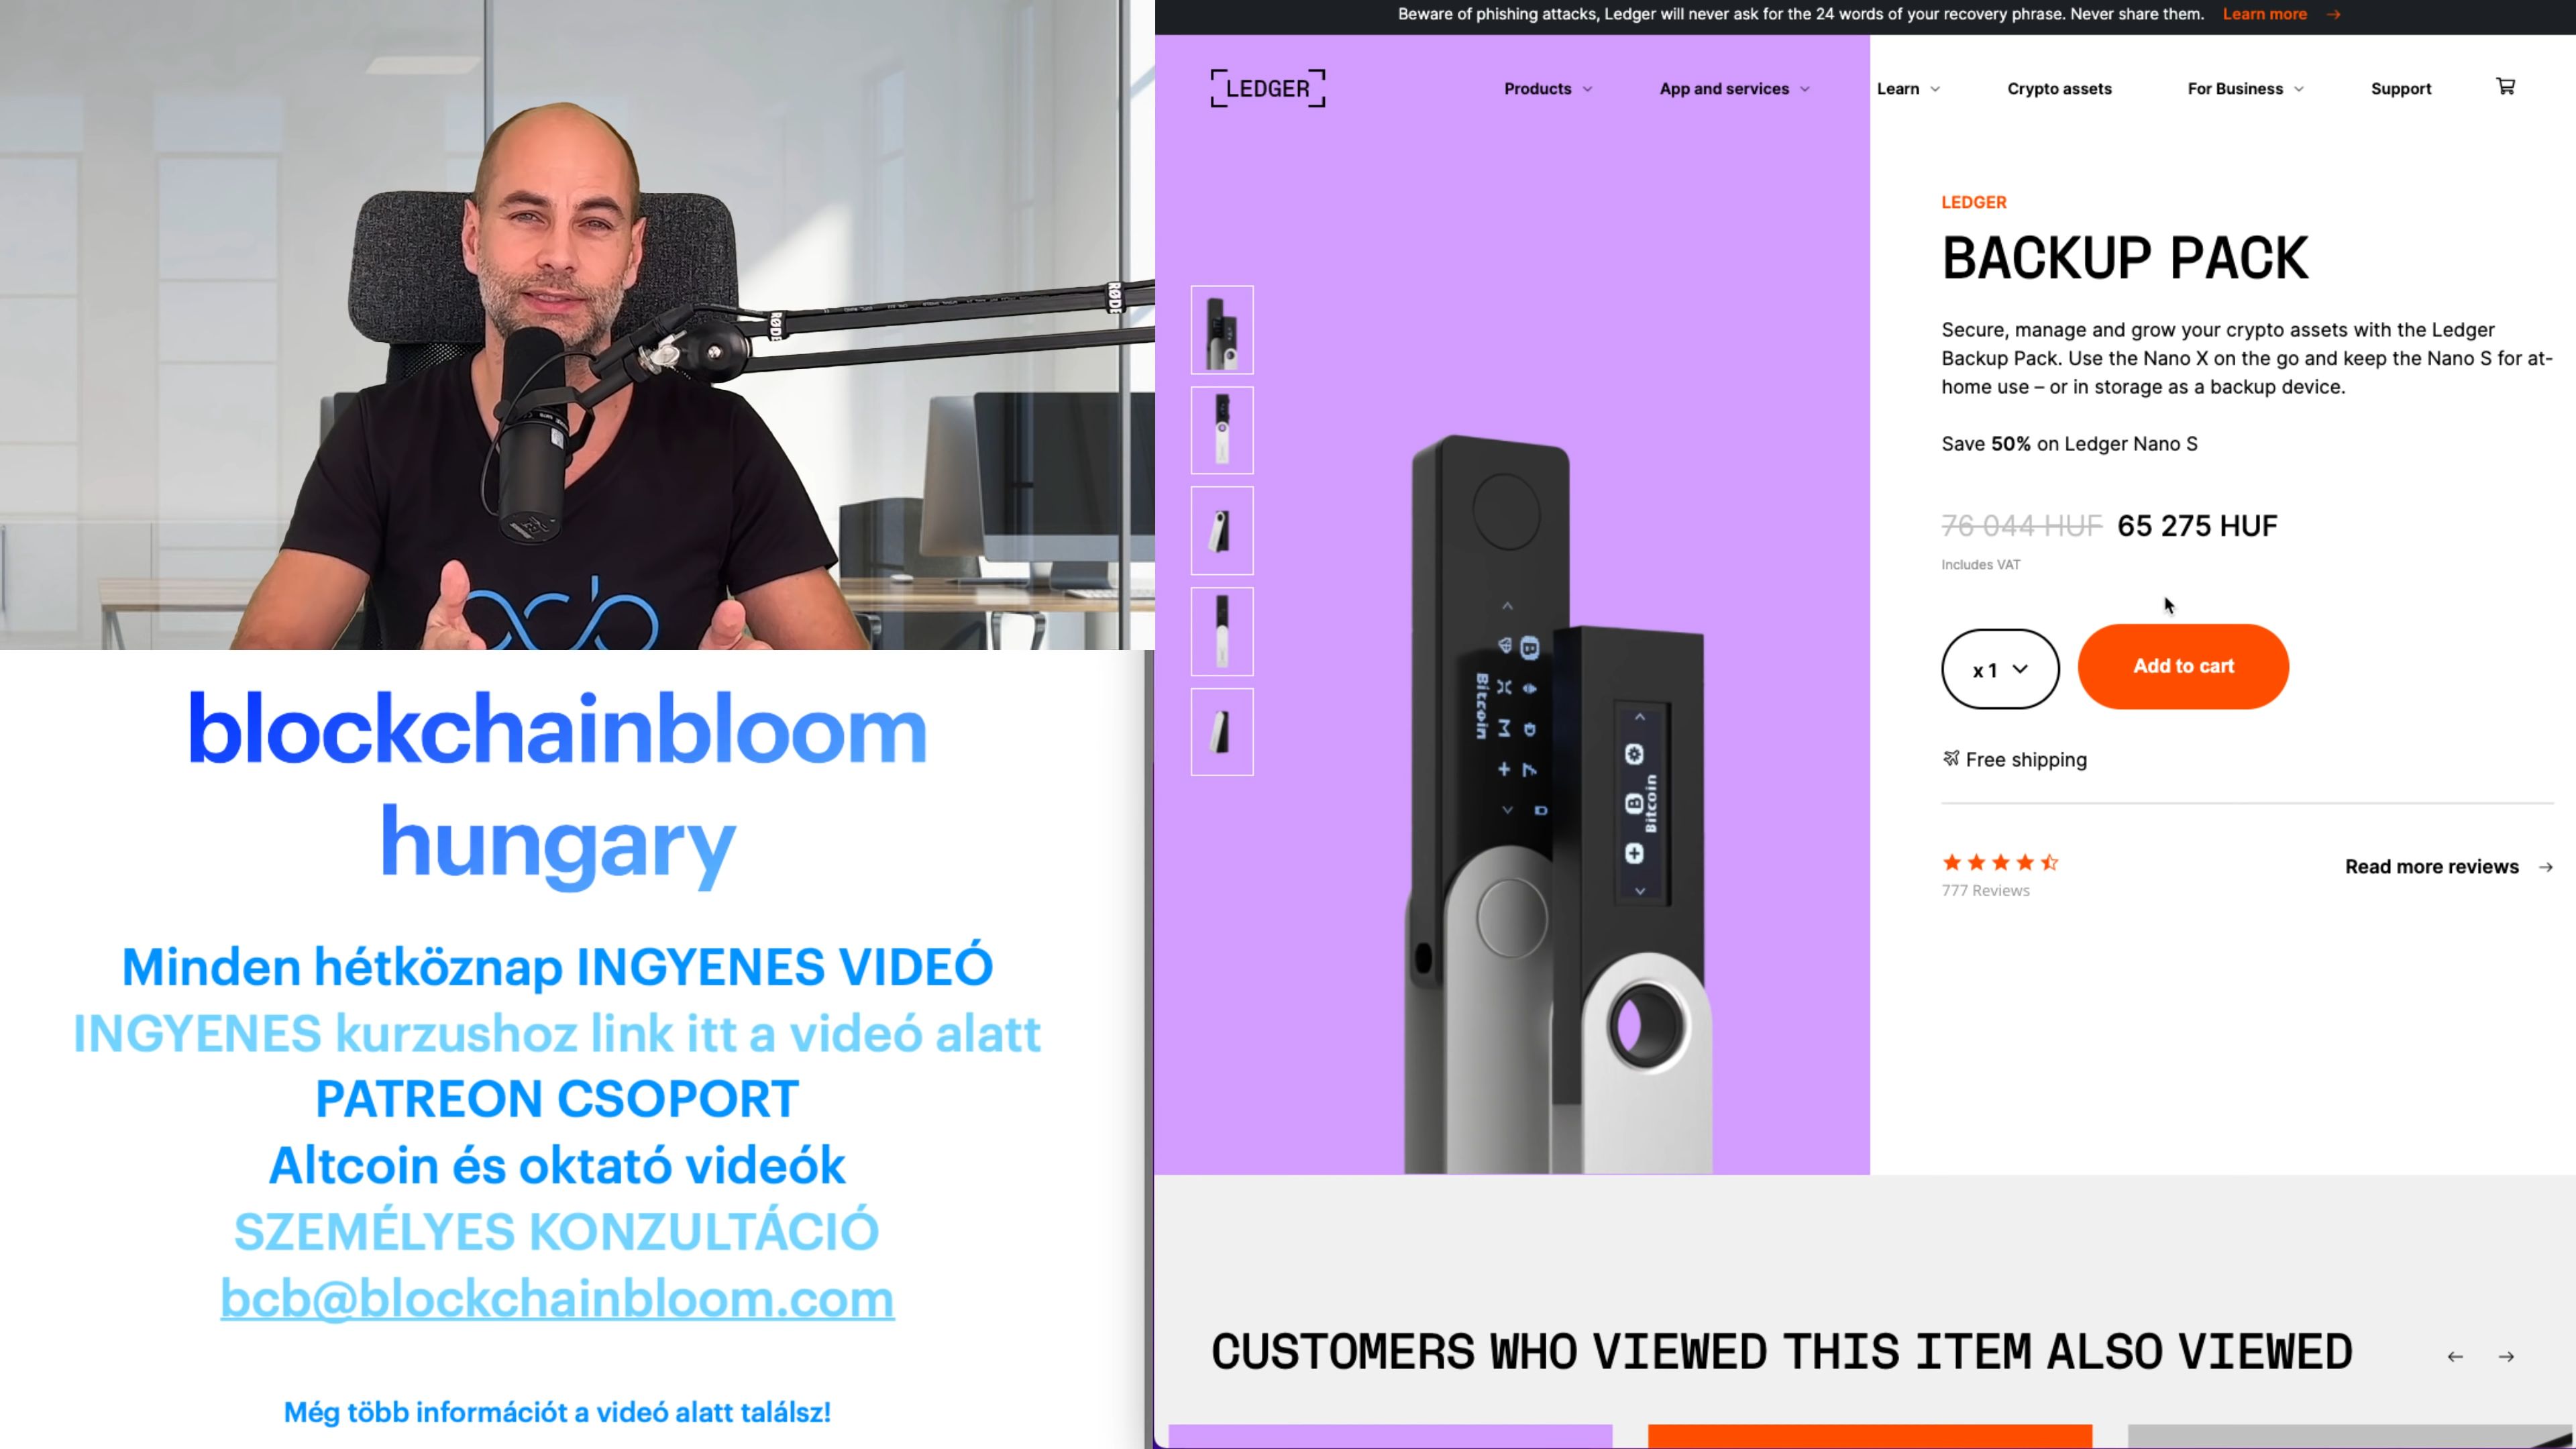 RØDE
RØDE
bcb
blockchainbloom
hungary
Minden hétköznap INGYENES VIDEÓ
INGYENES kurzushoz link itt a videó alatt
PATREON CSOPORT
Altcoin és oktató videók
SZEMÉLYES KONZULTÁCIÓ
bcb@blockchainbloom.com
Még több információt a videó alatt találsz!
Beware of phishing attacks, Ledger will never ask for the 24 words of your recovery phrase. Never share them. Learn more →
LEDGER Products App and services Learn Crypto assets For Business Support
LEDGER
BACKUP PACK
Secure, manage and grow your crypto assets with the Ledger
Backup Pack. Use the Nano X on the go and keep the Nano S for at-
home use – or in storage as a backup device.
Save 50% on Ledger Nano S
76 044 HUF 65 275 HUF
Includes VAT
x 1 Add to cart
Free shipping
777 Reviews
Read more reviews →
Bitcoin
Bitcoin
CUSTOMERS WHO VIEWED THIS ITEM ALSO VIEWED ← →